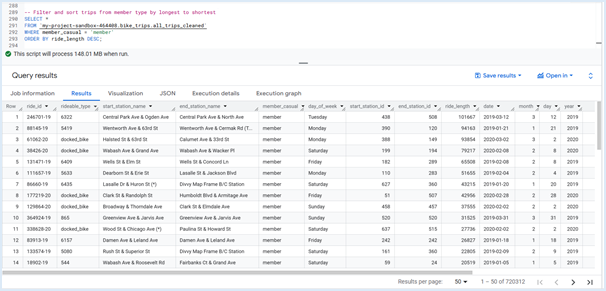 288
289 -- Filter and sort trips from member type by longest to shortest
290 SELECT *
291 FROM `my-project-sandbox-464408.bike_trips.all_trips_cleaned`
292 WHERE member_casual = 'member'
293 ORDER BY ride_length DESC;
294
This script will process 148.01 MB when run.
Query results Save results Open in
Job information Results Visualization JSON Execution details Execution graph
Row ride_id rideable_type start_station_name end_station_name member_casual day_of_week start_station_id end_station_id ride_length date month day year
1 246701-19 6322 Central Park Ave & Ogden Ave Central Park Ave & North Ave member Tuesday 438 508 101667 2019-03-12 3 12 2019
2 88145-19 5419 Wentworth Ave & 63rd St Wentworth Ave & Cermak Rd (T... member Monday 390 120 94163 2019-01-21 1 21 2019
3 61062-20 docked_bike Halsted St & 63rd St Calumet Ave & 33rd St member Monday 388 149 93854 2020-03-02 3 2 2020
4 38426-20 docked_bike Wabash Ave & Grand Ave Wabash Ave & Wacker Pl member Saturday 199 194 79217 2020-02-08 2 8 2020
5 131471-19 6409 Wells St & Elm St Wells St & Concord Ln member Friday 182 289 65508 2019-02-08 2 8 2019
6 111657-19 5633 Dearborn St & Erie St Lasalle St & Jackson Blvd member Monday 110 283 51655 2019-02-04 2 4 2019
7 86660-19 6435 Lasalle Dr & Huron St (*) Divvy Map Frame B/C Station member Saturday 627 360 43215 2019-01-20 1 20 2019
8 177219-20 docked_bike Clark St & Randolph St Humboldt Blvd & Armitage Ave member Friday 51 507 42956 2020-02-28 2 28 2020
9 129864-20 docked_bike Broadway & Thorndale Ave Clark St & Elmdale Ave member Sunday 458 457 37555 2020-02-02 2 2 2020
10 364924-19 865 Greenview Ave & Jarvis Ave Greenview Ave & Jarvis Ave member Sunday 520 520 31525 2019-03-31 3 31 2019
11 338628-20 docked_bike Wood St & Chicago Ave (*) Paulina St & Howard St member Sunday 637 515 27736 2020-02-02 2 2 2020
12 83913-19 6157 Damen Ave & Leland Ave Damen Ave & Leland Ave member Friday 242 242 26827 2019-01-18 1 18 2019
13 133574-19 5080 Rush St & Superior St Divvy Map Frame B/C Station member Saturday 161 360 22805 2019-02-09 2 9 2019
14 18902-19 544 Wabash Ave & Roosevelt Rd Fairbanks Ct & Grand Ave member Saturday 59 24 20519 2019-01-05 1 5 2019
Results per page: 50 1 – 50 of 720312